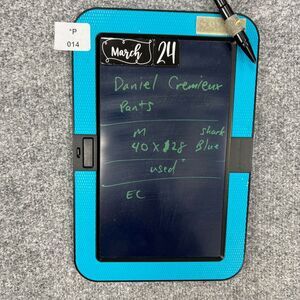 *P
014
March 24
Daniel Cremieux
Pants
M shark
40 x 28 Blue
used
EC